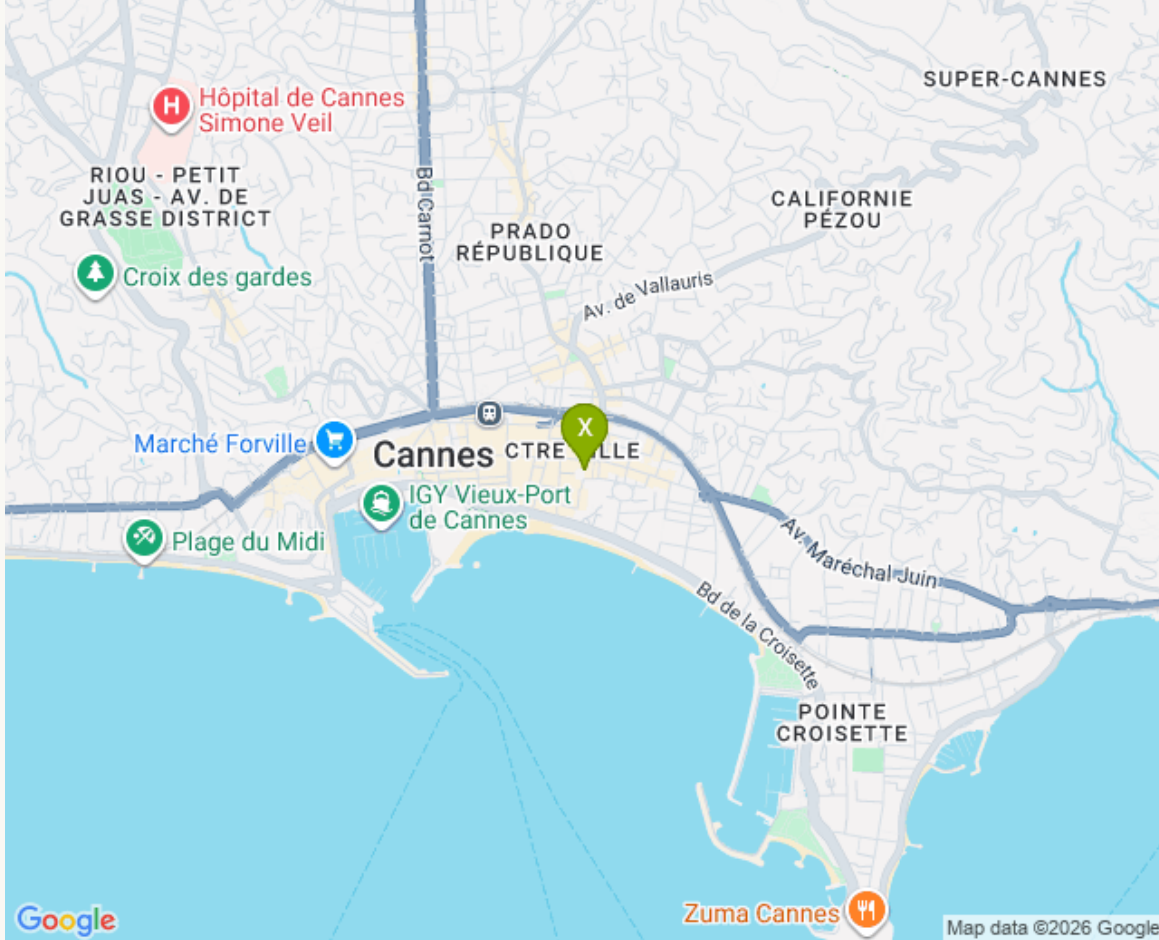 SUPER-CANNES
H
Hôpital de Cannes
Simone Veil
RIOU - PETIT
JUAS - AV. DE
GRASSE DISTRICT
Bd Carnot
CALIFORNIE
PÉZOU
PRADO
RÉPUBLIQUE
Croix des gardes
Av. de Vallauris
X
Marché Forville
Cannes
CTRE
LLE
IGY Vieux-Port
de Cannes
Plage du Midi
Av. Maréchal Juin
Bd de la Croisette
POINTE
CROISETTE
Zuma Cannes
Google
Map data ©2026 Google